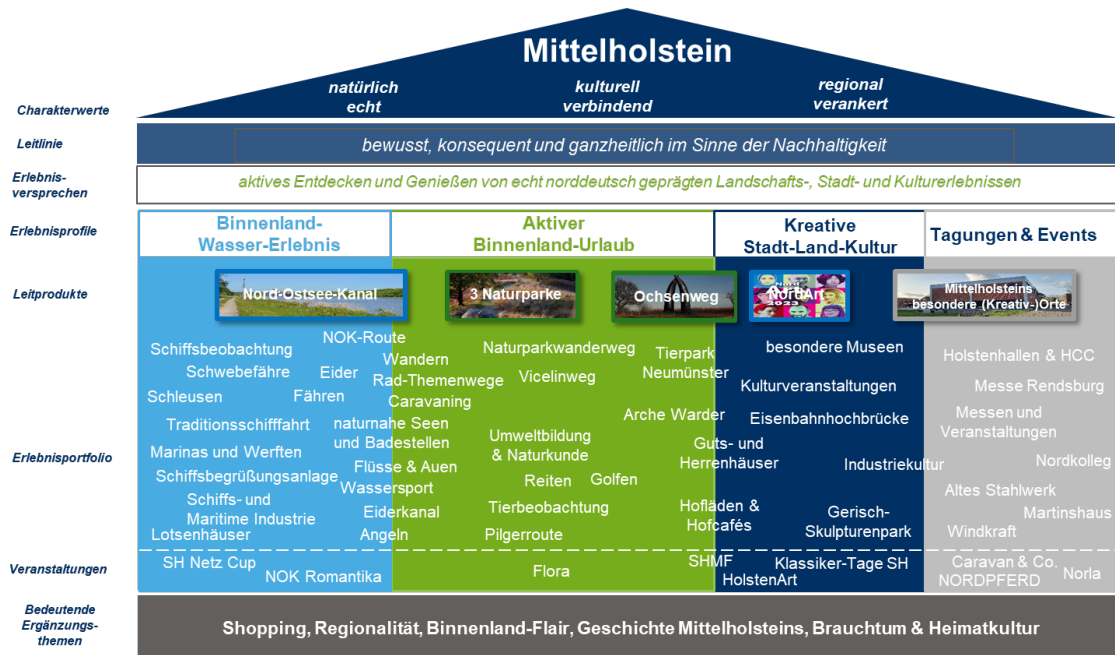 Mittelholstein
natürlich
echt
kulturell
verbindend
regional
verankert
Charakterwerte
Leitlinie
bewusst, konsequent und ganzheitlich im Sinne der Nachhaltigkeit
Erlebnis-
versprechen
aktives Entdecken und Genießen von echt norddeutsch geprägten Landschafts-, Stadt- und Kulturerlebnissen
Erlebnisprofile
Binnenland-
Wasser-Erlebnis
Aktiver
Binnenland-Urlaub
Kreative
Stadt-Land-Kultur
Tagungen & Events
Leitprodukte
Nord-Ostsee-Kanal
3 Naturparke
Ochsenweg
NordArt
Nord
2023
Mittelholsteins
besondere (Kreativ-)Orte
Erlebnisportfolio
NOK-Route
Schiffsbeobachtung
Schwebefähre
Eider
Schleusen
Fähren
Traditionsschifffahrt
Marinas und Werften
Schiffsbegrüßungsanlage
Schiffs- und
Maritime Industrie
Lotsenhäuser
Wandern
Rad-Themenwege
Caravaning
naturnahe Seen
und Badestellen
Flüsse & Auen
Wassersport
Eiderkanal
Angeln
Naturparkwanderweg
Vicelinweg
Umweltbildung
& Naturkunde
Reiten
Golfen
Tierbeobachtung
Pilgerroute
Tierpark
Neumünster
Arche Warder
Guts- und
Herrenhäuser
Hofläden &
Hofcafés
besondere Museen
Kulturveranstaltungen
Eisenbahnhochbrücke
Industriekultur
Gerisch-
Skulpturenpark
Holstenhallen & HCC
Messe Rendsburg
Messen und
Veranstaltungen
Nordkolleg
Altes Stahlwerk
Martinshaus
Windkraft
Veranstaltungen
SH Netz Cup
NOK Romantika
Flora
SHMF
HolstenArt
Klassiker-Tage SH
Caravan & Co.
NORDPFERD
Norla
Bedeutende
Ergänzungs-
themen
Shopping, Regionalität, Binnenland-Flair, Geschichte Mittelholsteins, Brauchtum & Heimatkultur